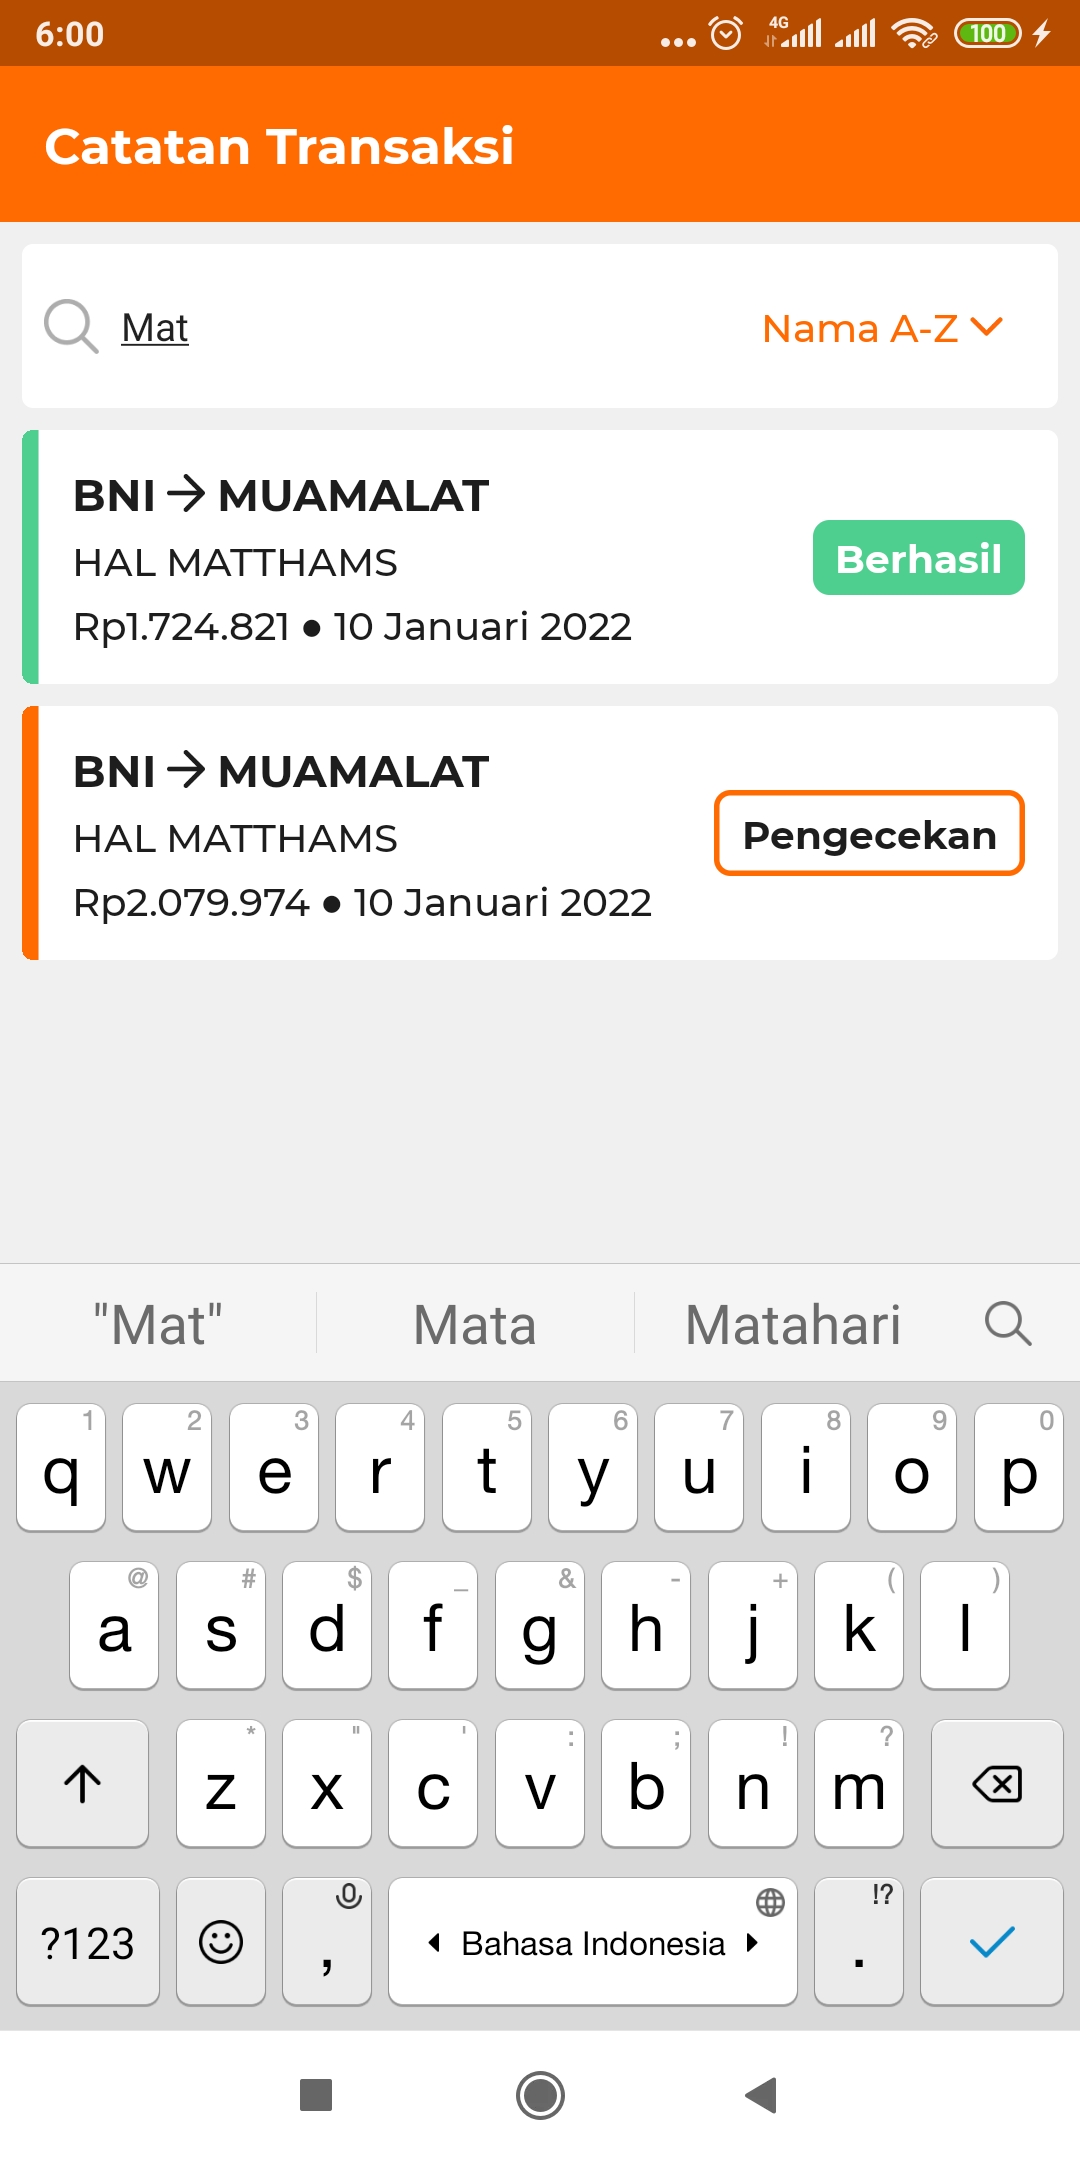 6:00
4G
100
Catatan Transaksi
Mat
Nama A-Z
BNI → MUAMALAT
HAL MATTHAMS
Berhasil
Rp1.724.821 ● 10 Januari 2022
BNI → MUAMALAT
HAL MATTHAMS
Pengecekan
Rp2.079.974 ● 10 Januari 2022
"Mat" Mata Matahari
1 2 3 4 5 6 7 8 9 0
q w e r t y u i o p
@ # $ _ & - + ( )
a s d f g h j k l
* " ' : ; ! ?
z x c v b n m
!?
?123 , Bahasa Indonesia .